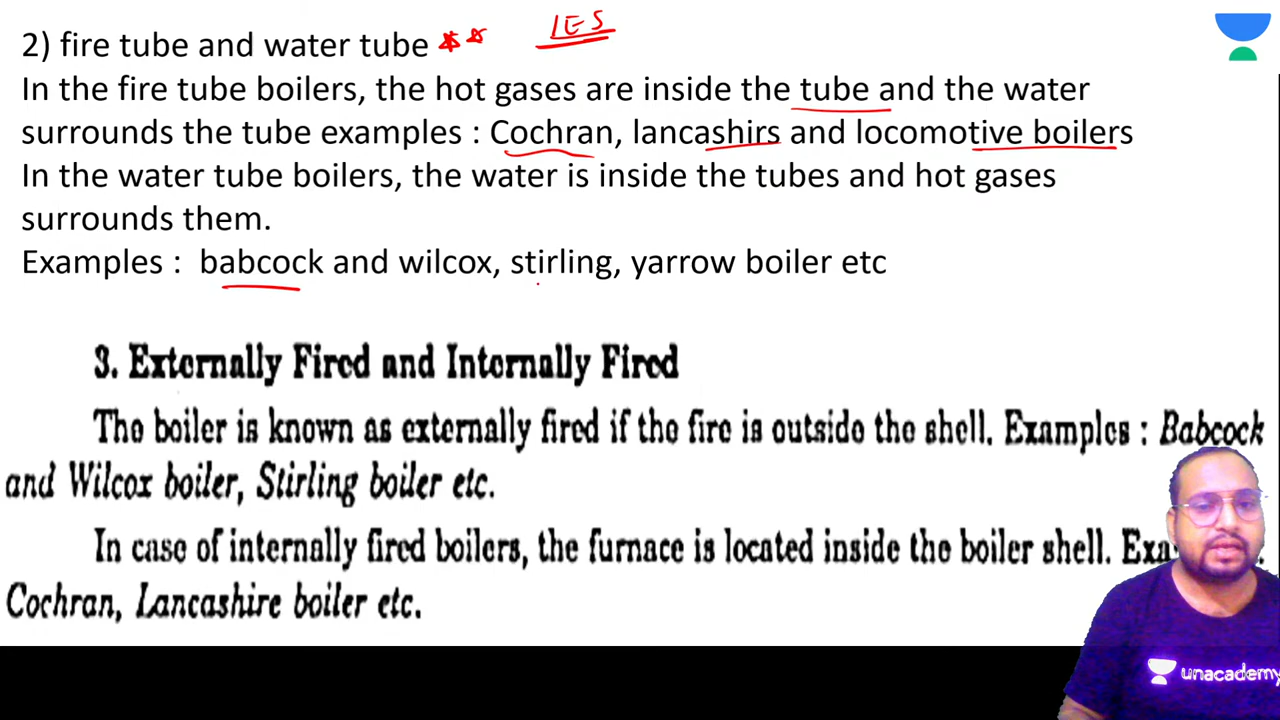 2) fire tube and water tube
IES
In the fire tube boilers, the hot gases are inside the tube and the water
surrounds the tube examples : Cochran, lancashirs and locomotive boilers
In the water tube boilers, the water is inside the tubes and hot gases
surrounds them.
Examples : babcock and wilcox, stirling, yarrow boiler etc
3. Externally Fired and Internally Fired
The boiler is known as externally fired if the fire is outside the shell. Examples : Babcock
and Wilcox boiler, Stirling boiler etc.
In case of internally fired boilers, the furnace is located inside the boiler shell.
Cochran, Lancashire boiler etc.
unacademy